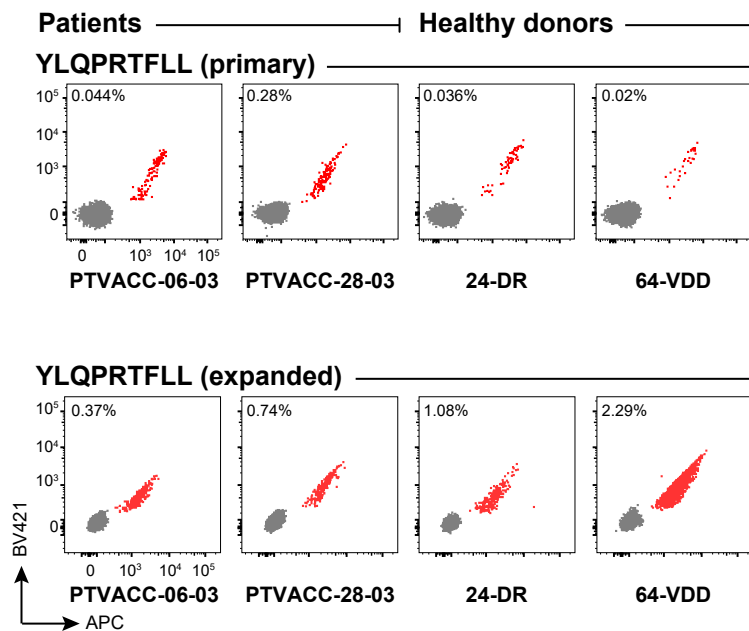 Patients Healthy donors
YLQPRTFLL (primary)
0.044% 0.28% 0.036% 0.02%
10⁵
10⁴
10³
0
0 10³ 10⁴ 10⁵
PTVACC-06-03 PTVACC-28-03 24-DR 64-VDD
YLQPRTFLL (expanded)
0.37% 0.74% 1.08% 2.29%
10⁵
10⁴
10³
0
0 10³ 10⁴ 10⁵
PTVACC-06-03 PTVACC-28-03 24-DR 64-VDD
BV421
APC